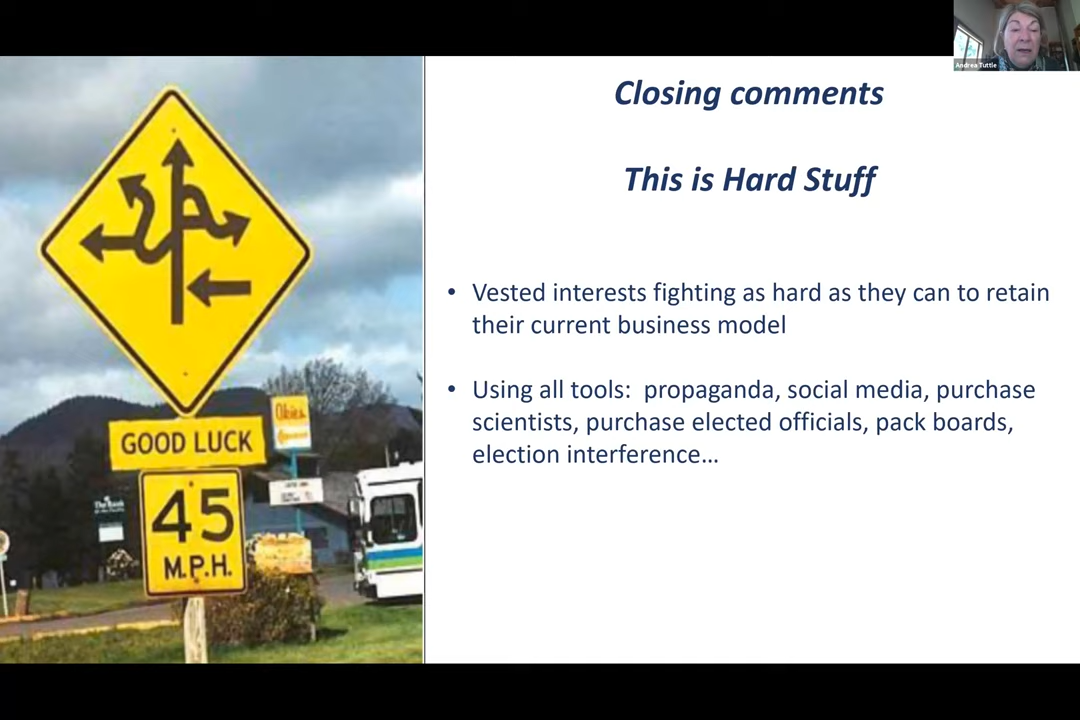 Andrea Tuttle
Closing comments
This is Hard Stuff
• Vested interests fighting as hard as they can to retain
their current business model
• Using all tools:  propaganda, social media, purchase
scientists, purchase elected officials, pack boards,
election interference…
GOOD LUCK
45
M.P.H.
Okies